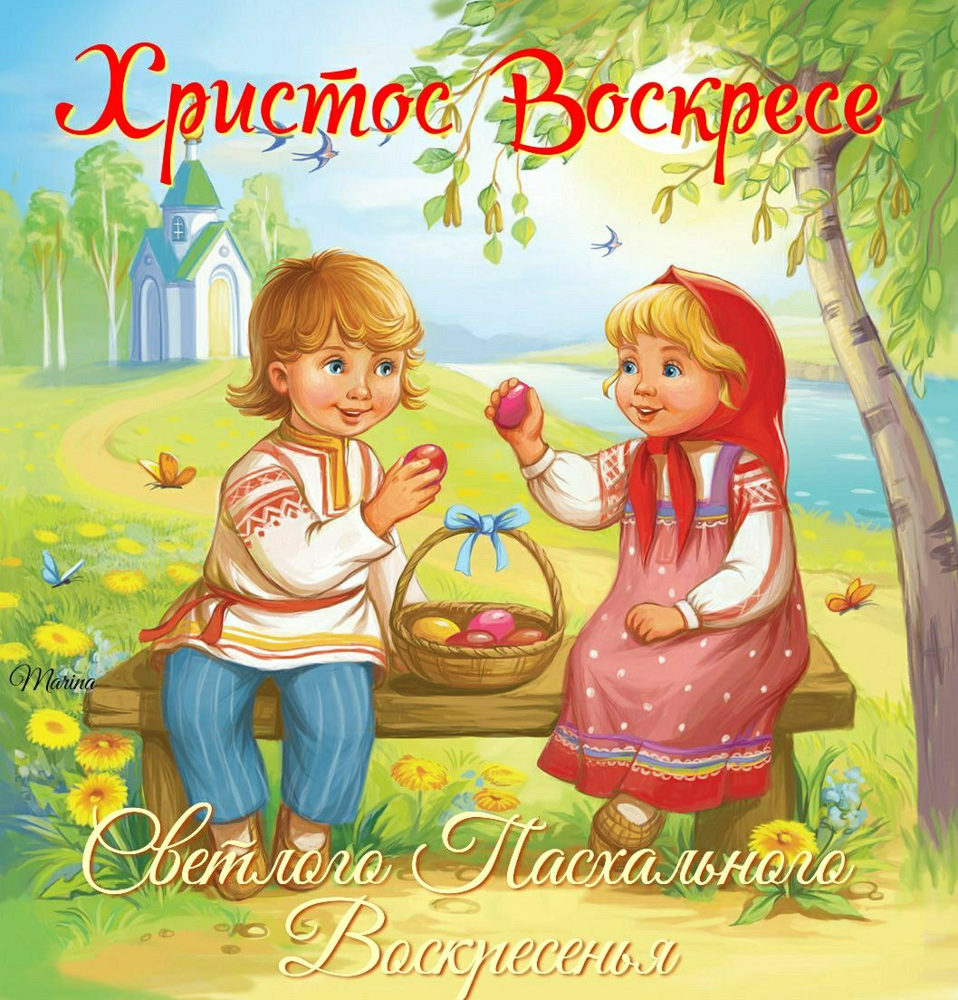 Христос Воскресе
Marina
Светлого Пасхального
Воскресенья